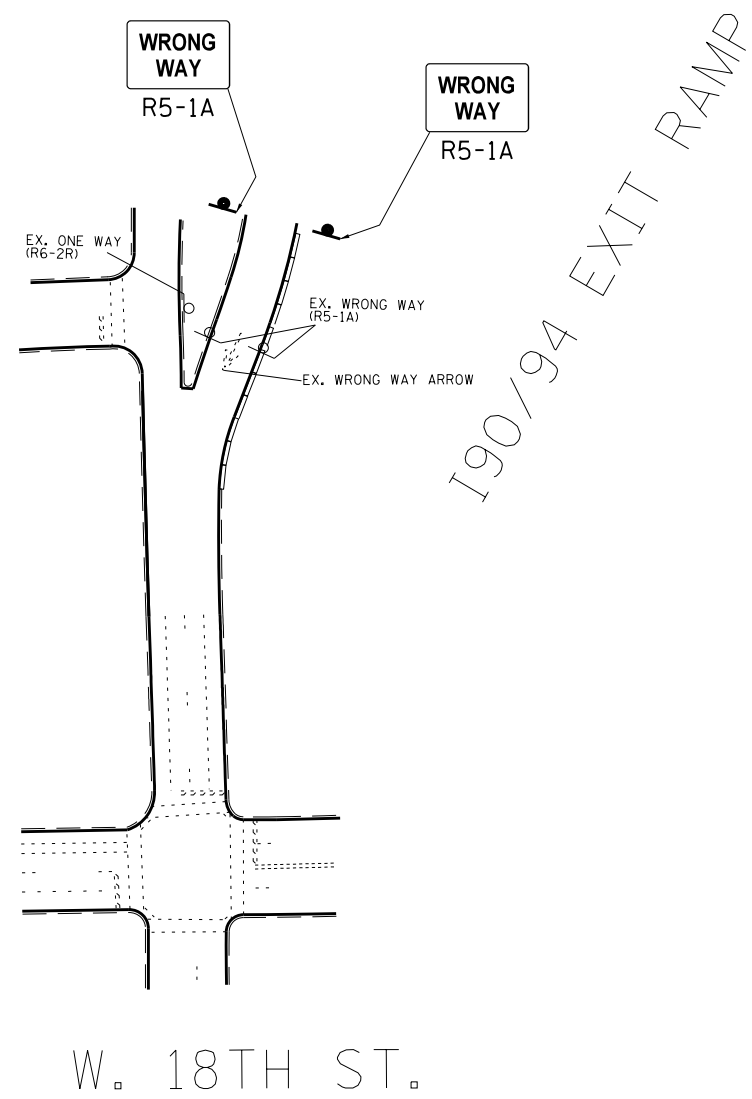 WRONG
WAY
R5-1A
WRONG
WAY
R5-1A
I90/94 EXIT RAMP
EX. ONE WAY
(R6-2R)
EX. WRONG WAY
(R5-1A)
EX. WRONG WAY ARROW
W. 18TH ST.